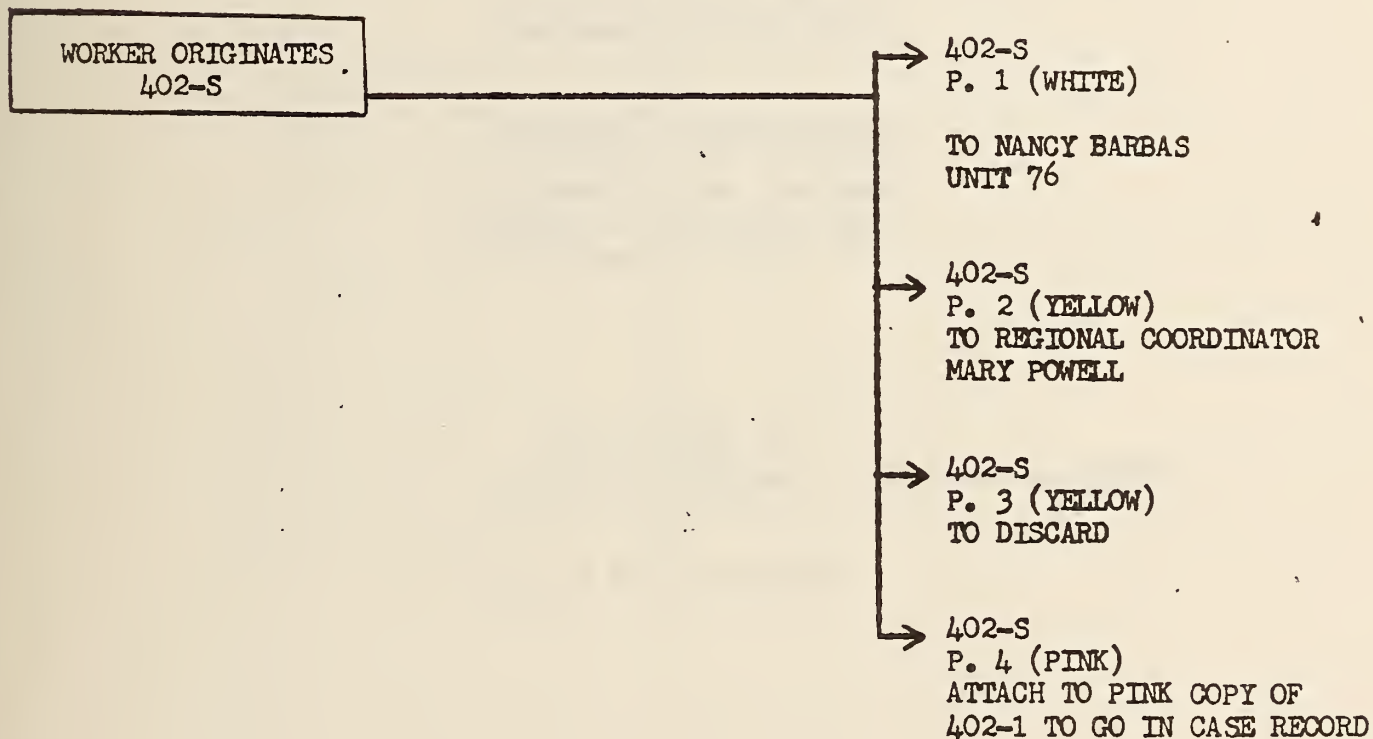 WORKER ORIGINATES
402-S
402-S
P. 1 (WHITE)
TO NANCY BARBAS
UNIT 76
402-S
P. 2 (YELLOW)
TO REGIONAL COORDINATOR
MARY POWELL
402-S
P. 3 (YELLOW)
TO DISCARD
402-S
P. 4 (PINK)
ATTACH TO PINK COPY OF
402-1 TO GO IN CASE RECORD